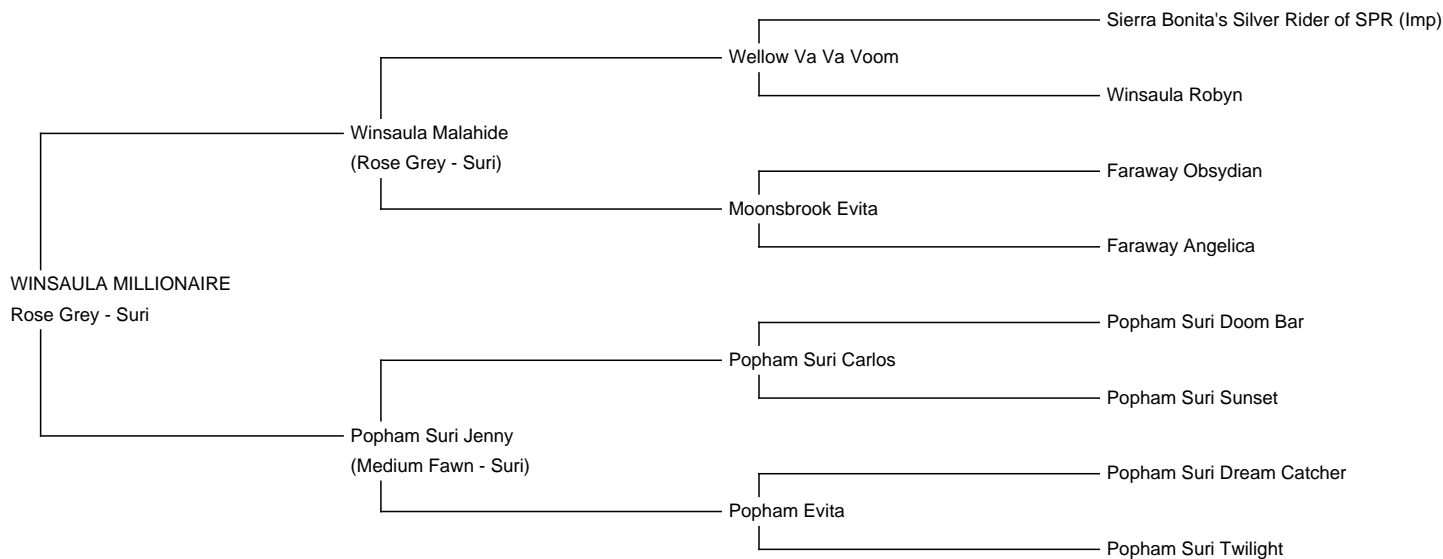 Sierra Bonita's Silver Rider of SPR (Imp)
Wellow Va Va Voom
Winsaula Robyn
Winsaula Malahide
(Rose Grey - Suri)
Faraway Obsydian
Moonsbrook Evita
Faraway Angelica
WINSAULA MILLIONAIRE
Rose Grey - Suri
Popham Suri Doom Bar
Popham Suri Carlos
Popham Suri Sunset
Popham Suri Jenny
(Medium Fawn - Suri)
Popham Suri Dream Catcher
Popham Evita
Popham Suri Twilight